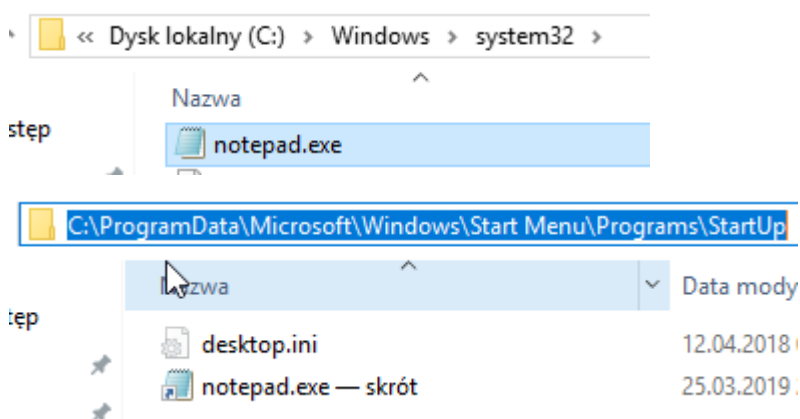 « Dysk lokalny (C:) > Windows > system32 >
Nazwa
stęp
notepad.exe
C:\ProgramData\Microsoft\Windows\Start Menu\Programs\StartUp
Data mody
tęp
desktop.ini 12.04.2018
notepad.exe — skrót 25.03.2019